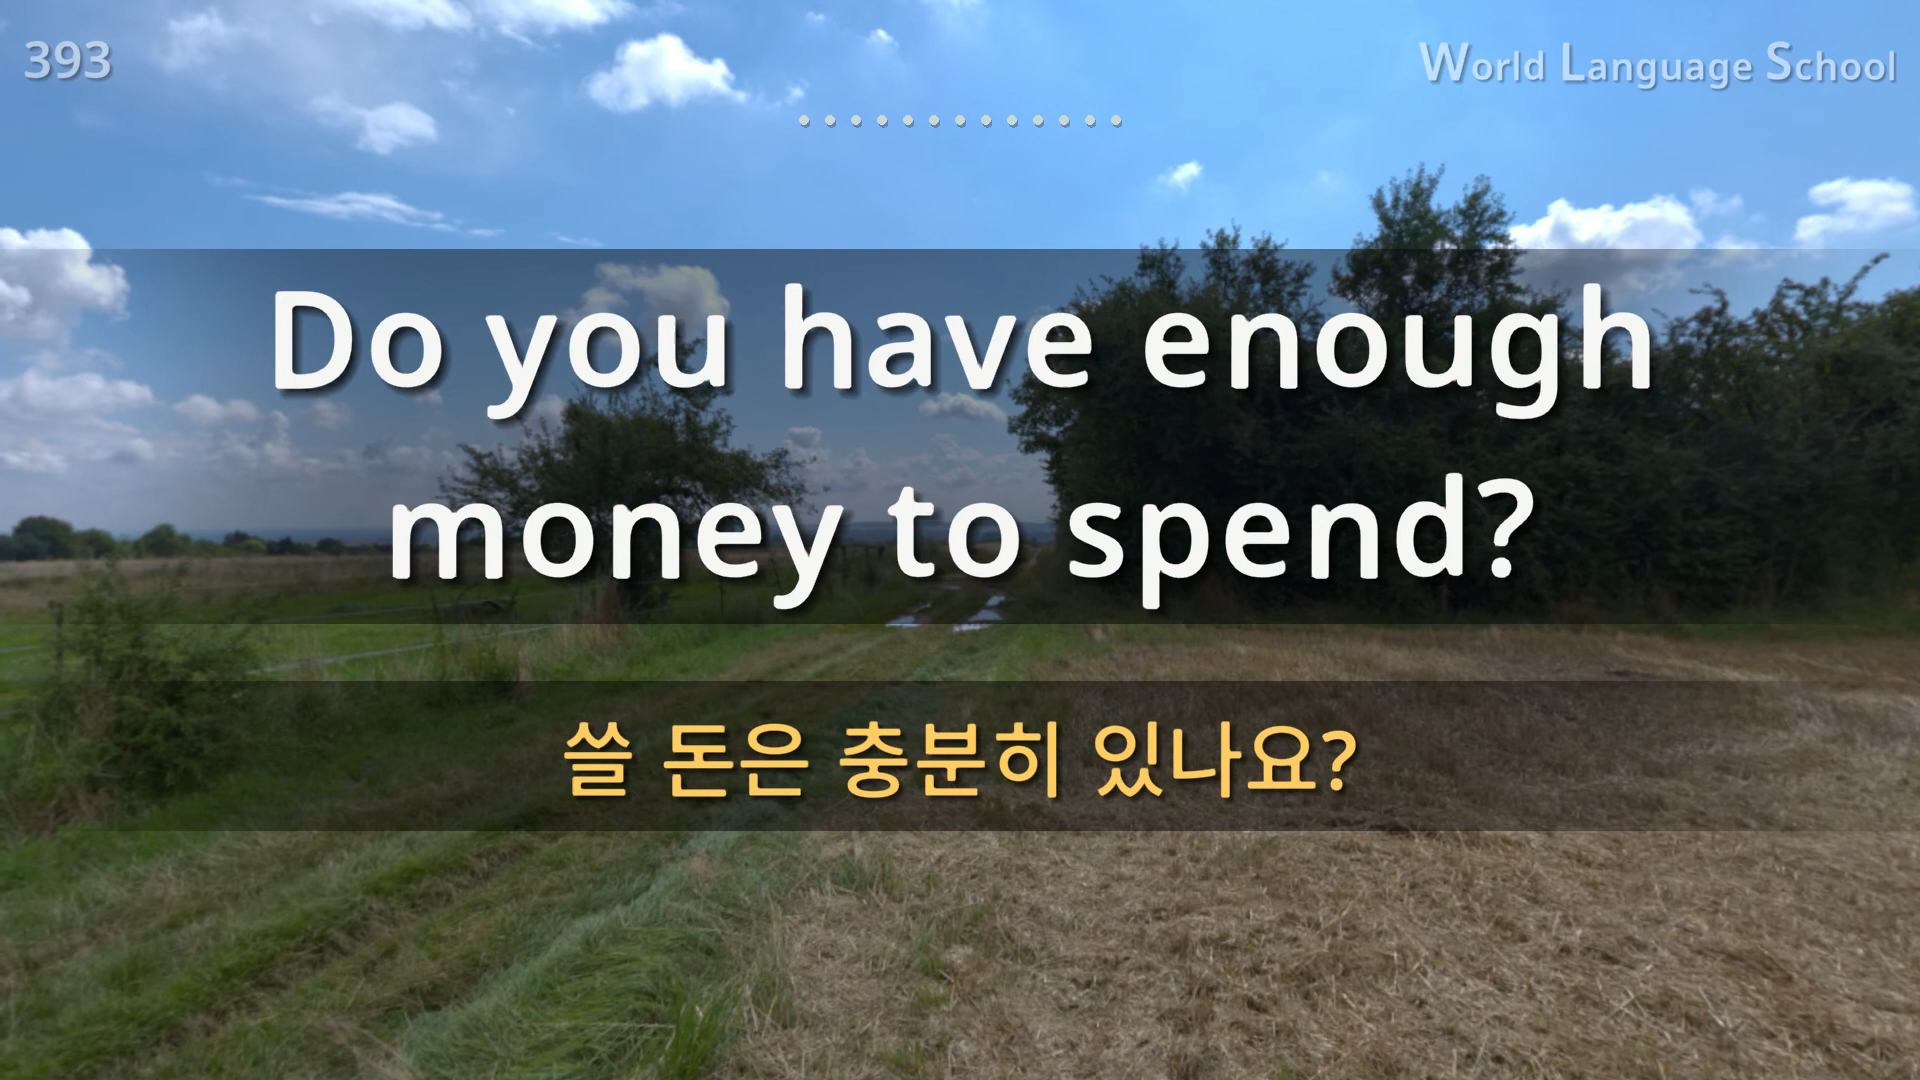 393
World Language School
Do you have enough
money to spend?
쓸 돈은 충분히 있나요?